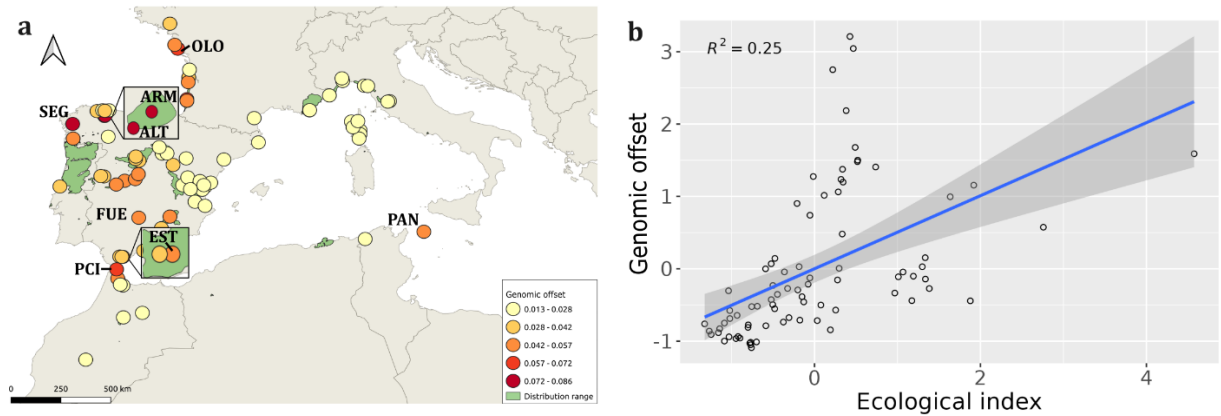 a
OLO
ARM
SEG
ALT
FUE
EST
PAN
PCI
Genomic offset
0.013 - 0.028
0.028 - 0.042
0.042 - 0.057
0.057 - 0.072
0.072 - 0.086
Distribution range
0 250 500 km
b
R² = 0.25
Genomic offset
3
2
1
0
-1
0 2 4
Ecological index